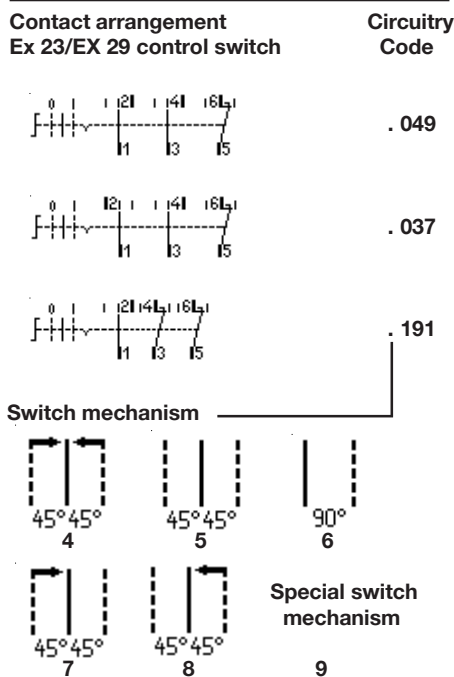 Contact arrangement Circuitry
Ex 23/EX 29 control switch Code
0 I 2 4 6
1 3 5
. 049
0 I 2 4 6
1 3 5
. 037
0 I 2 4 6
1 3 5
. 191
Switch mechanism
45° 45° 45° 45° 90°
4 5 6
Special switch
mechanism
45° 45° 45° 45°
7 8 9